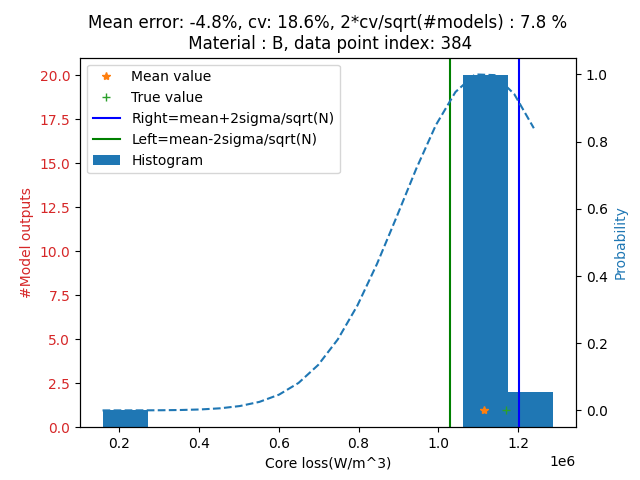 Mean error: -4.8%, cv: 18.6%, 2*cv/sqrt(#models) : 7.8 %
Material : B, data point index: 384
Mean value
True value
Right=mean+2sigma/sqrt(N)
Left=mean-2sigma/sqrt(N)
Histogram
20.0
17.5
15.0
12.5
10.0
7.5
5.0
2.5
0.0
#Model outputs
1.0
0.8
0.6
0.4
0.2
0.0
Probability
0.2 0.4 0.6 0.8 1.0 1.2
1e6
Core loss(W/m^3)